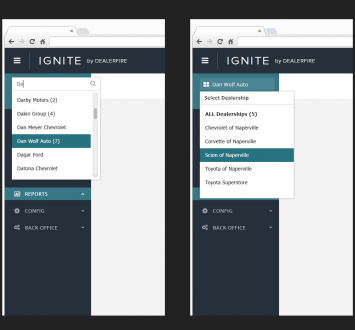 IGNITE by DEALERFIRE
Da
Darby Motors (2)
Dakin Group (4)
Dan Meyer Chevrolet
Dan Wolf Auto (7)
Dagar Ford
Datona Chevrolet
REPORTS
CONFIG
BACK OFFICE
IGNITE by DEALERFIRE
Dan Wolf Auto
Select Dealership
ALL Dealerships (5)
Chevrolet of Naperville
Corvette of Naperville
Scion of Naperville
Toyota of Naperville
Toyota Superstore
CONFIG
BACK OFFICE